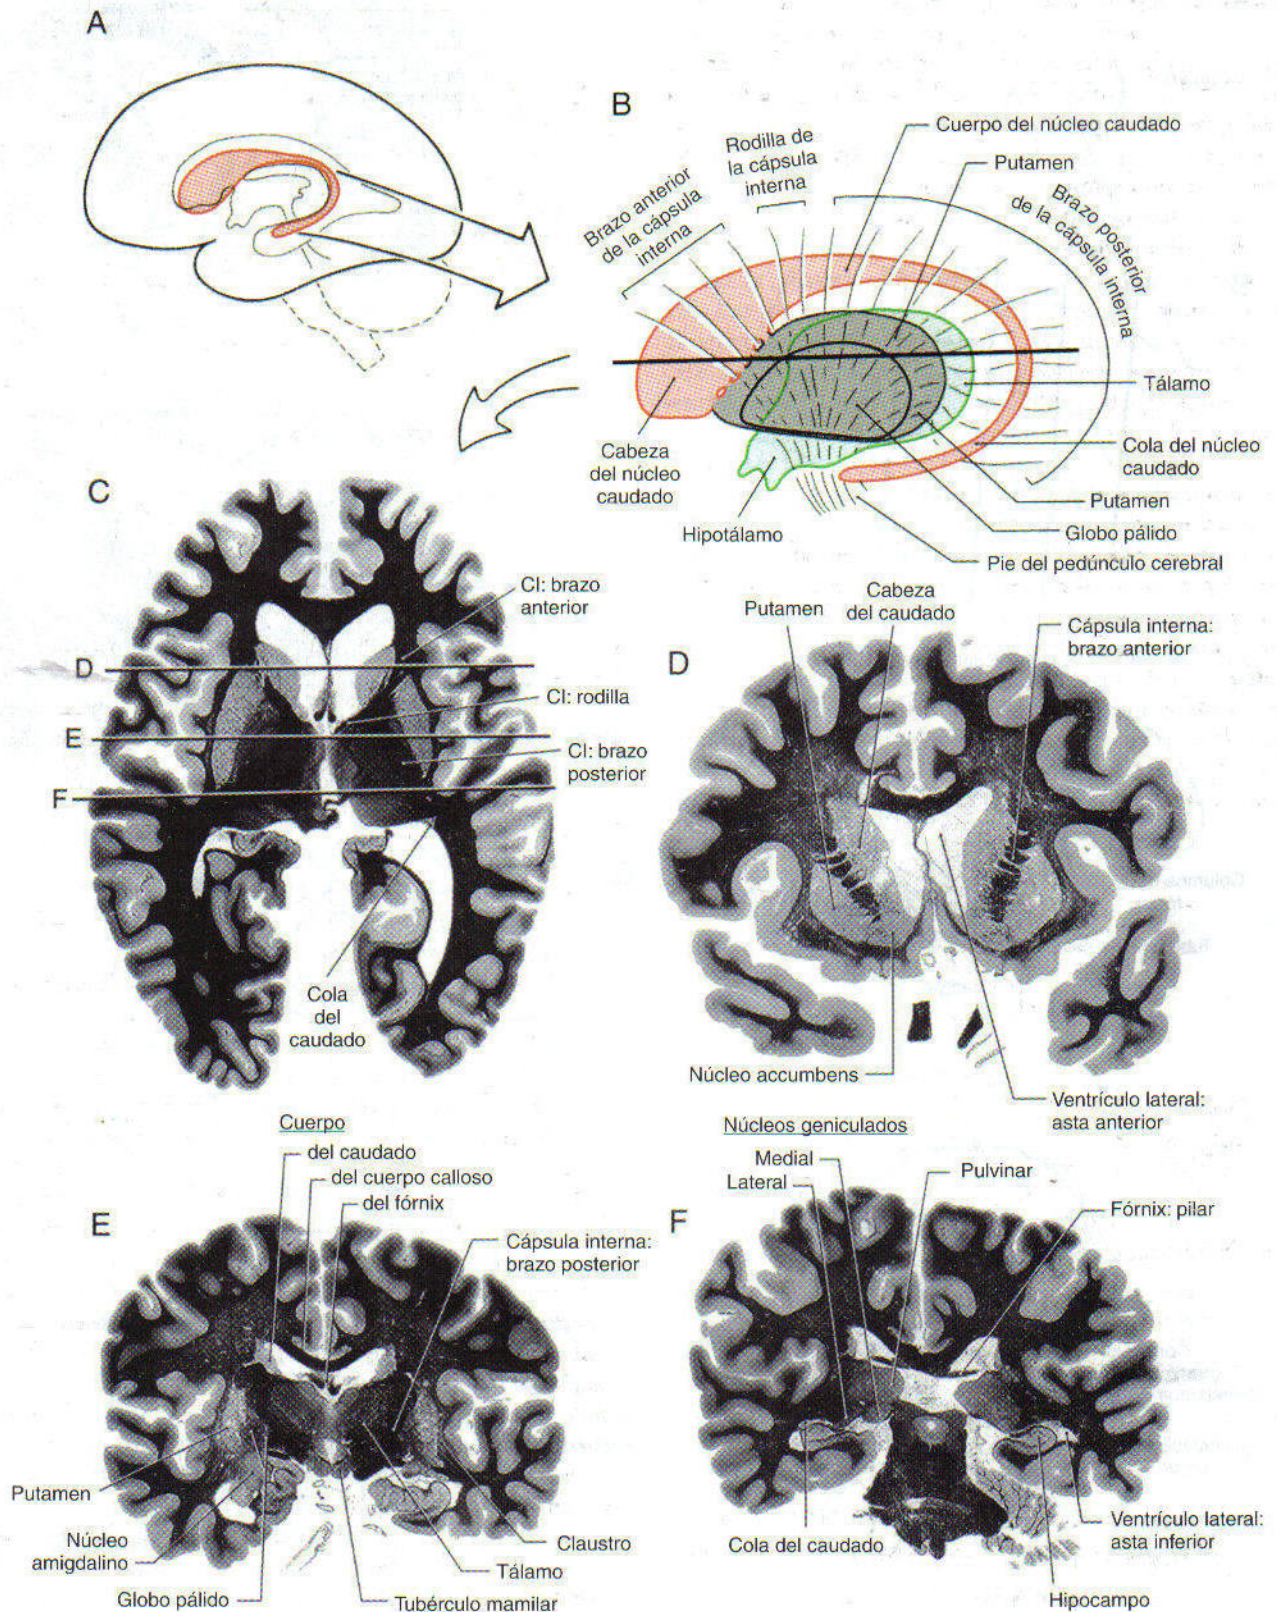 A
B
Cuerpo del núcleo caudado
Putamen
Rodilla de
la cápsula
interna
Brazo anterior
de la cápsula
interna
Brazo posterior
de la cápsula interna
Tálamo
Cola del núcleo
caudado
Putamen
Globo pálido
Pie del pedúnculo cerebral
Cabeza
del núcleo
caudado
Hipotálamo
C
CI: brazo
anterior
D
CI: rodilla
E
CI: brazo
posterior
F
Cola
del
caudado
D
Putamen
Cabeza
del caudado
Cápsula interna:
brazo anterior
Núcleo accumbens
Ventrículo lateral:
asta anterior
E
Cuerpo
del caudado
del cuerpo calloso
del fórnix
Cápsula interna:
brazo posterior
Putamen
Núcleo
amigdalino
Globo pálido
Claustro
Tálamo
Tubérculo mamilar
F
Núcleos geniculados
Medial
Lateral
Pulvinar
Fórnix: pilar
Cola del caudado
Ventrículo lateral:
asta inferior
Hipocampo